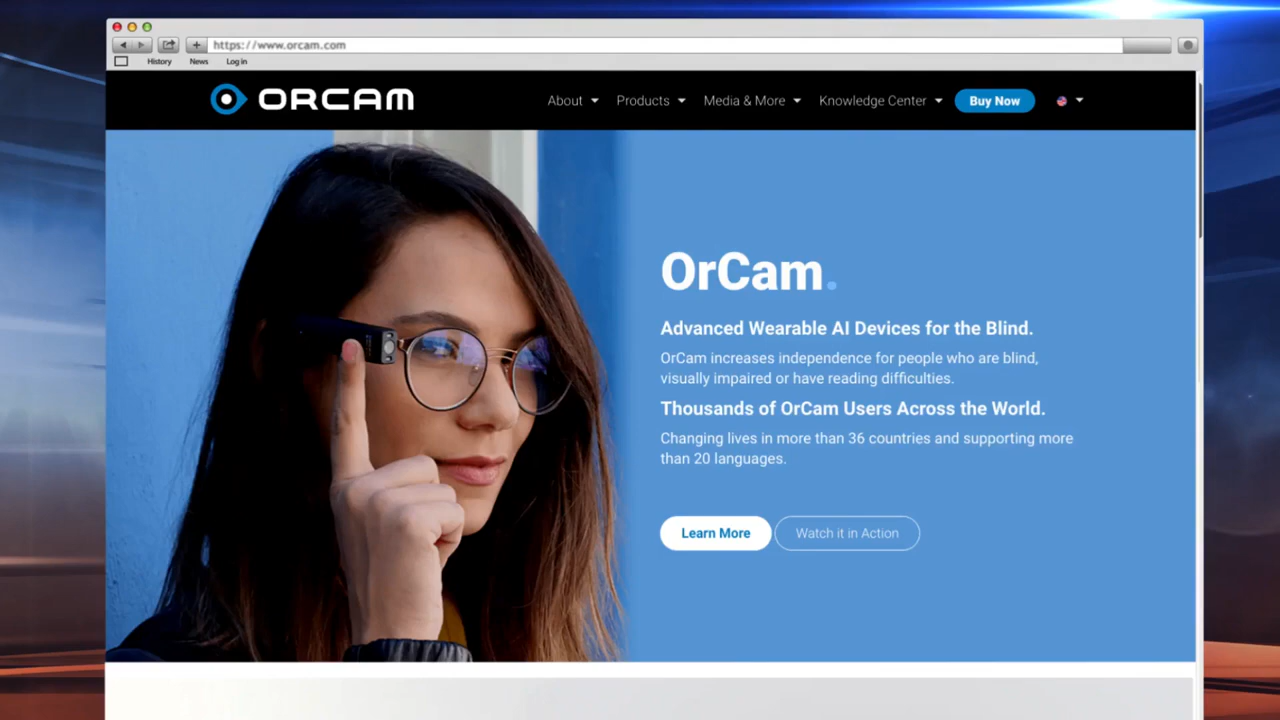 https://www.orcam.com
History News Log in
ORCAM About Products Media & More Knowledge Center Buy Now
OrCam.
Advanced Wearable AI Devices for the Blind.
OrCam increases independence for people who are blind,
visually impaired or have reading difficulties.
Thousands of OrCam Users Across the World.
Changing lives in more than 36 countries and supporting more
than 20 languages.
Learn More Watch it in Action